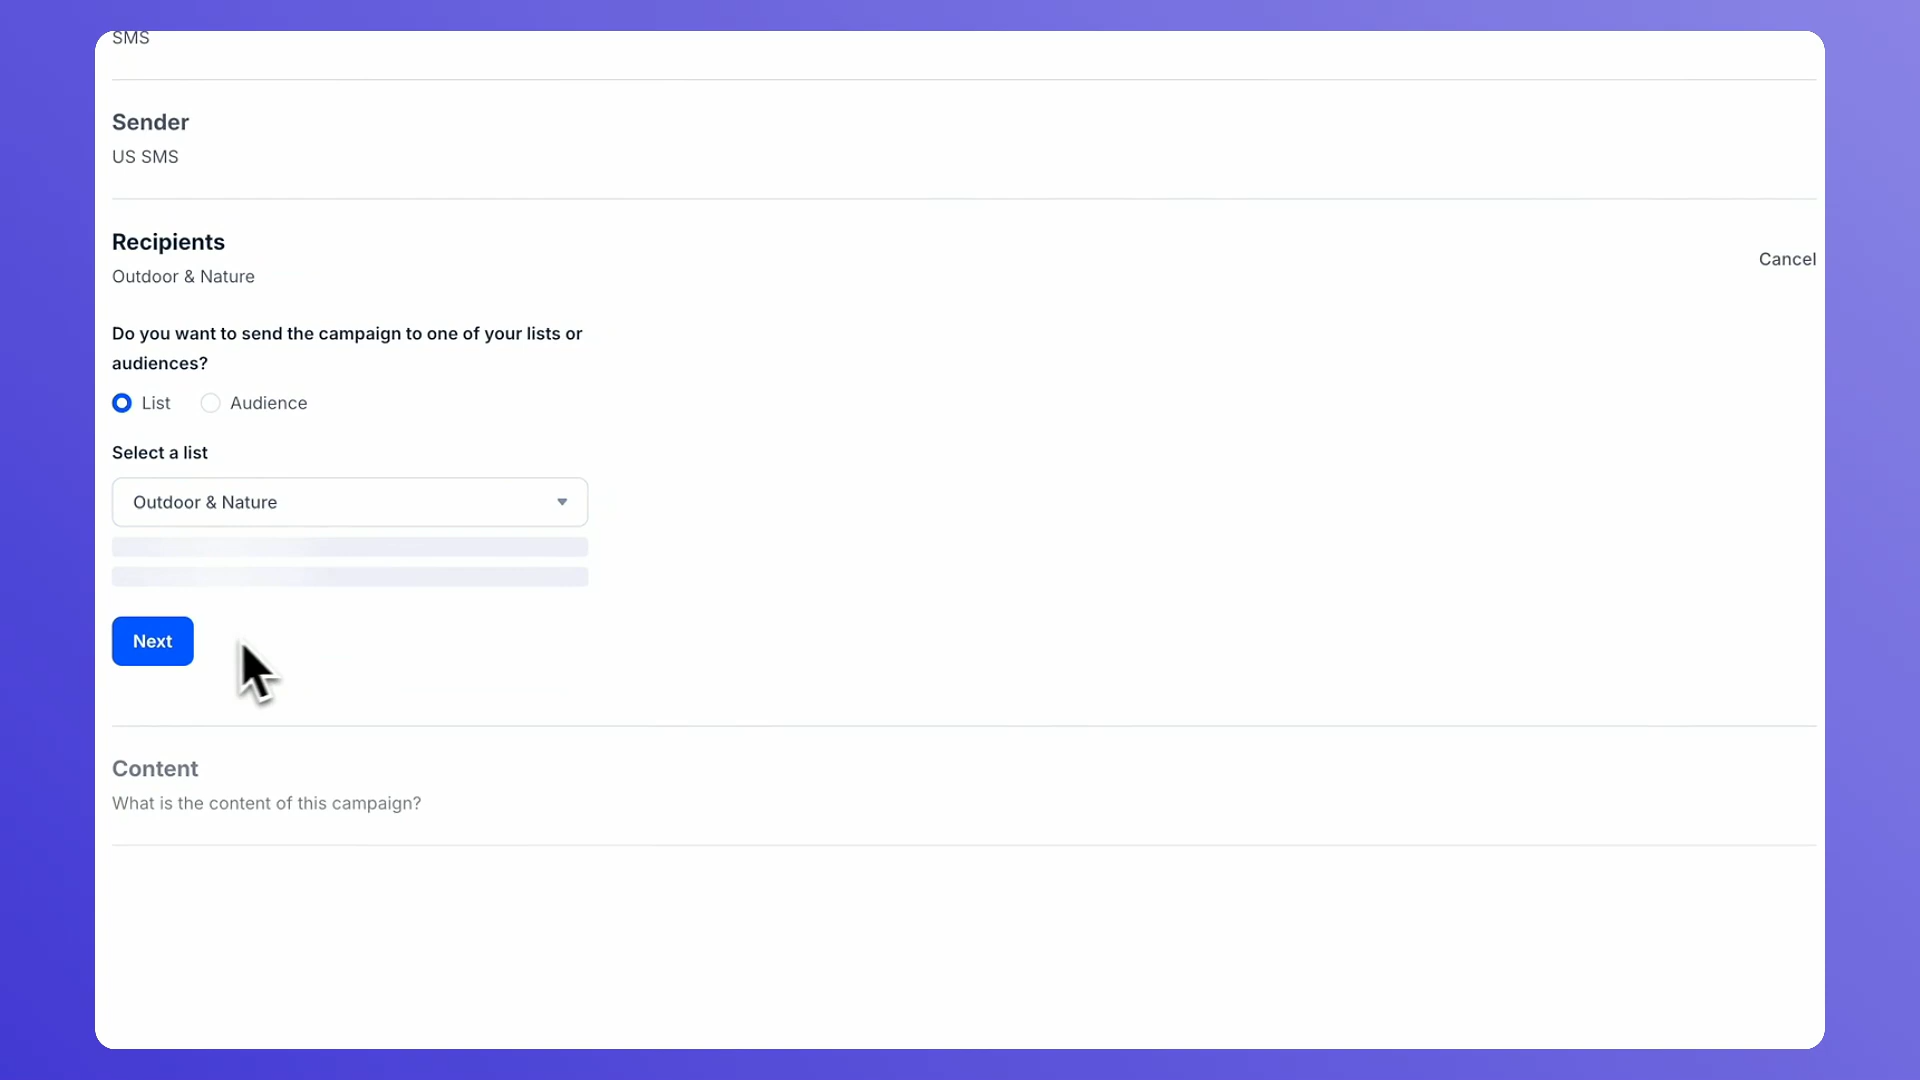 SMS
Sender
US SMS
Recipients
Cancel
Outdoor & Nature
Do you want to send the campaign to one of your lists or
audiences?
List Audience
Select a list
Outdoor & Nature
Next
Content
What is the content of this campaign?